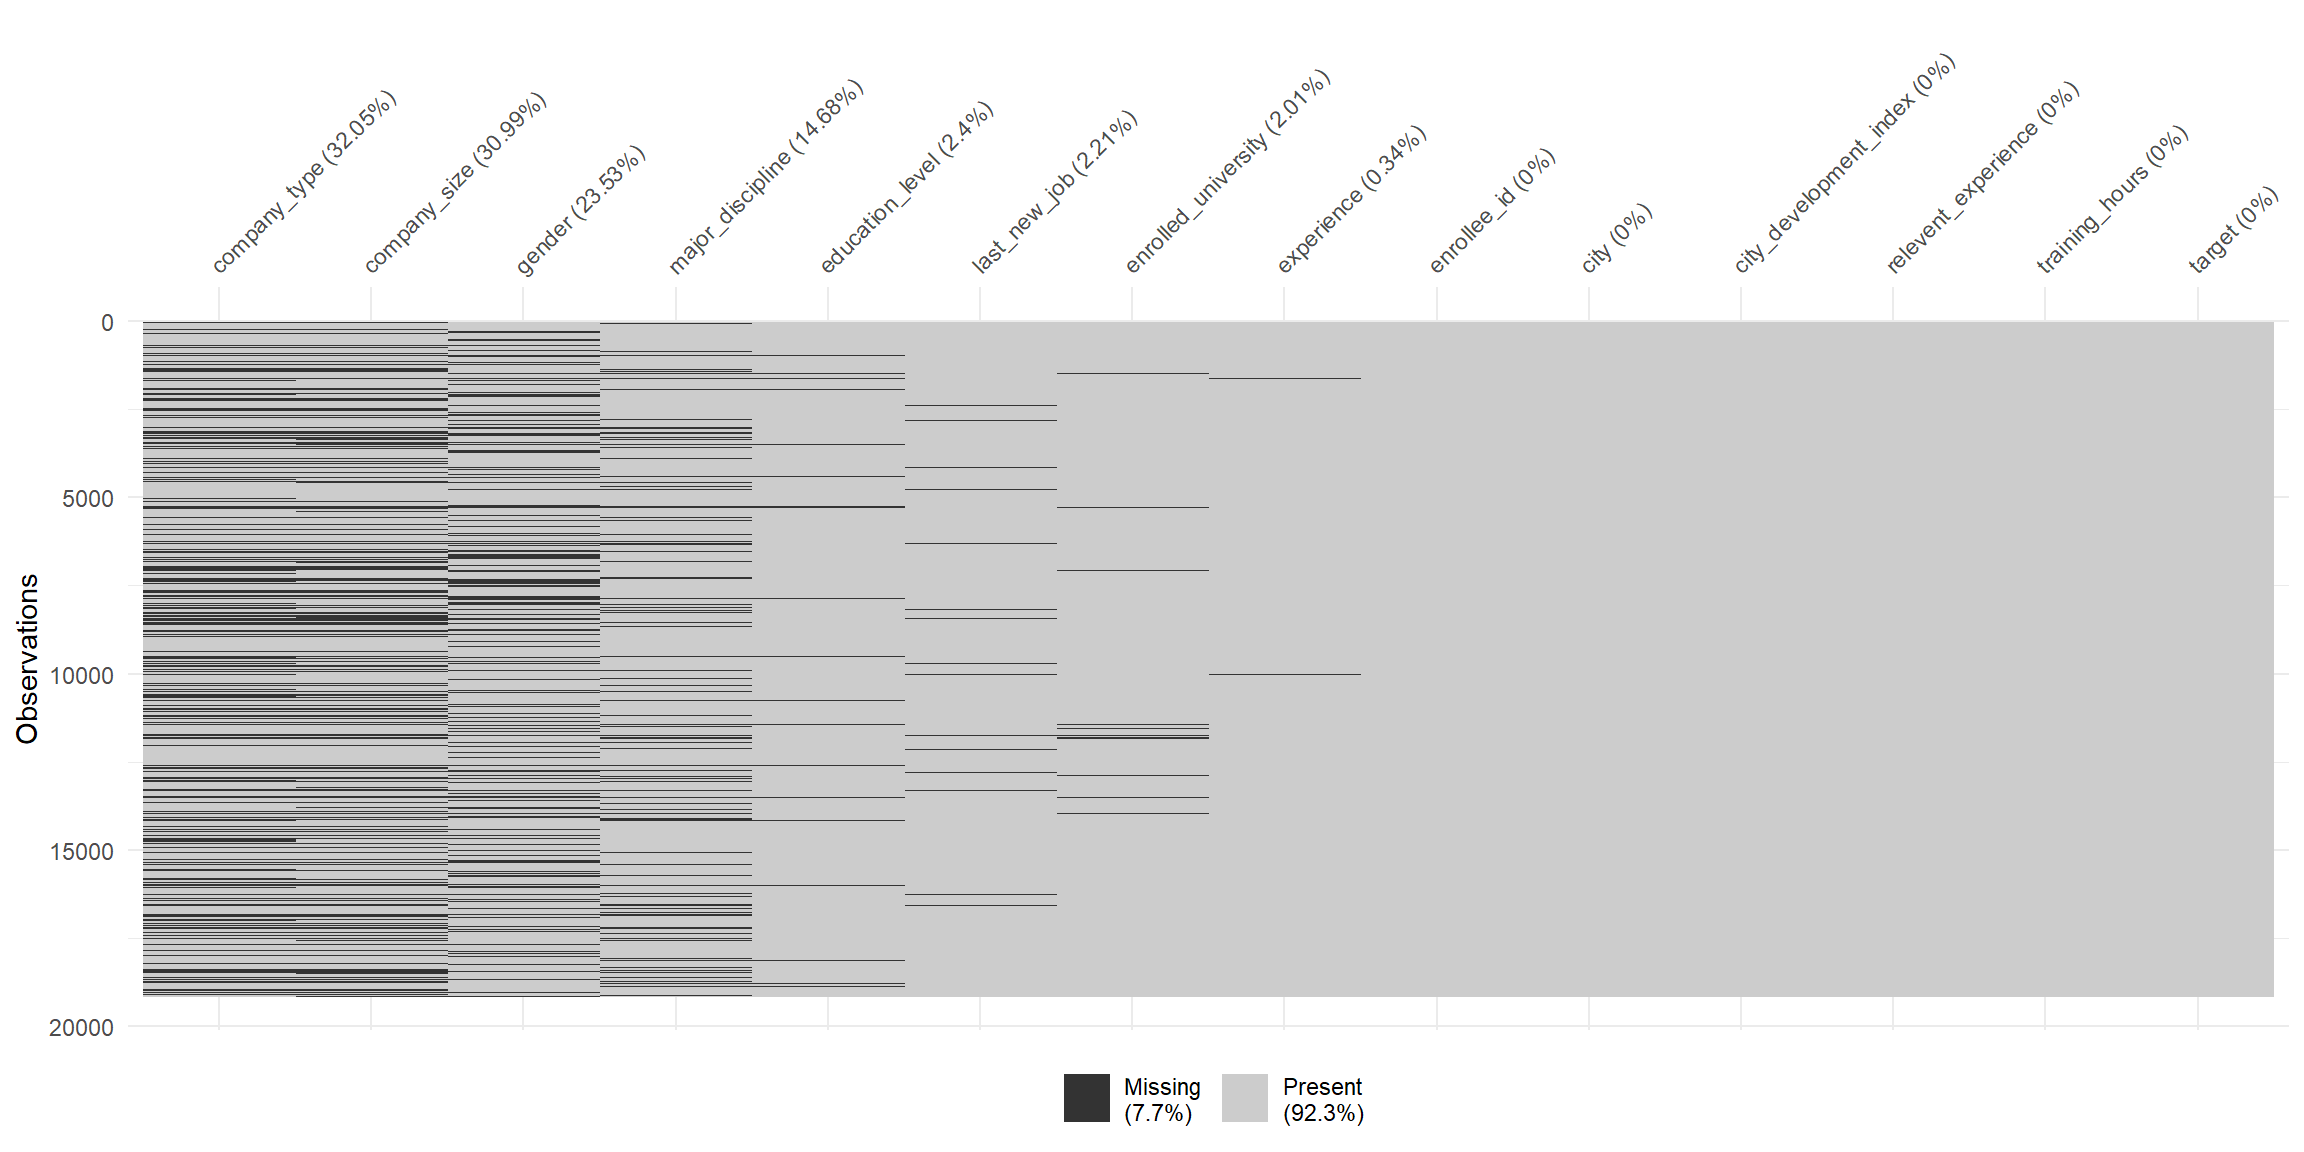 company_type (32.05%)
company_size (30.99%)
gender (23.53%)
major_discipline (14.68%)
education_level (2.4%)
last_new_job (2.21%)
enrolled_university (2.01%)
experience (0.34%)
enrollee_id (0%)
city (0%)
city_development_index (0%)
relevent_experience (0%)
training_hours (0%)
target (0%)
Observations
0
5000
10000
15000
20000
Missing
(7.7%)
Present
(92.3%)